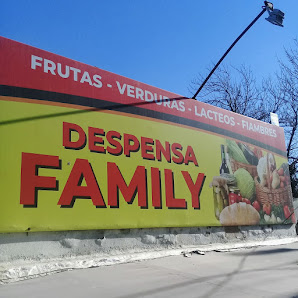 FRUTAS - VERDURAS - LACTEOS - FIAMBRES
DESPENSA
FAMILY